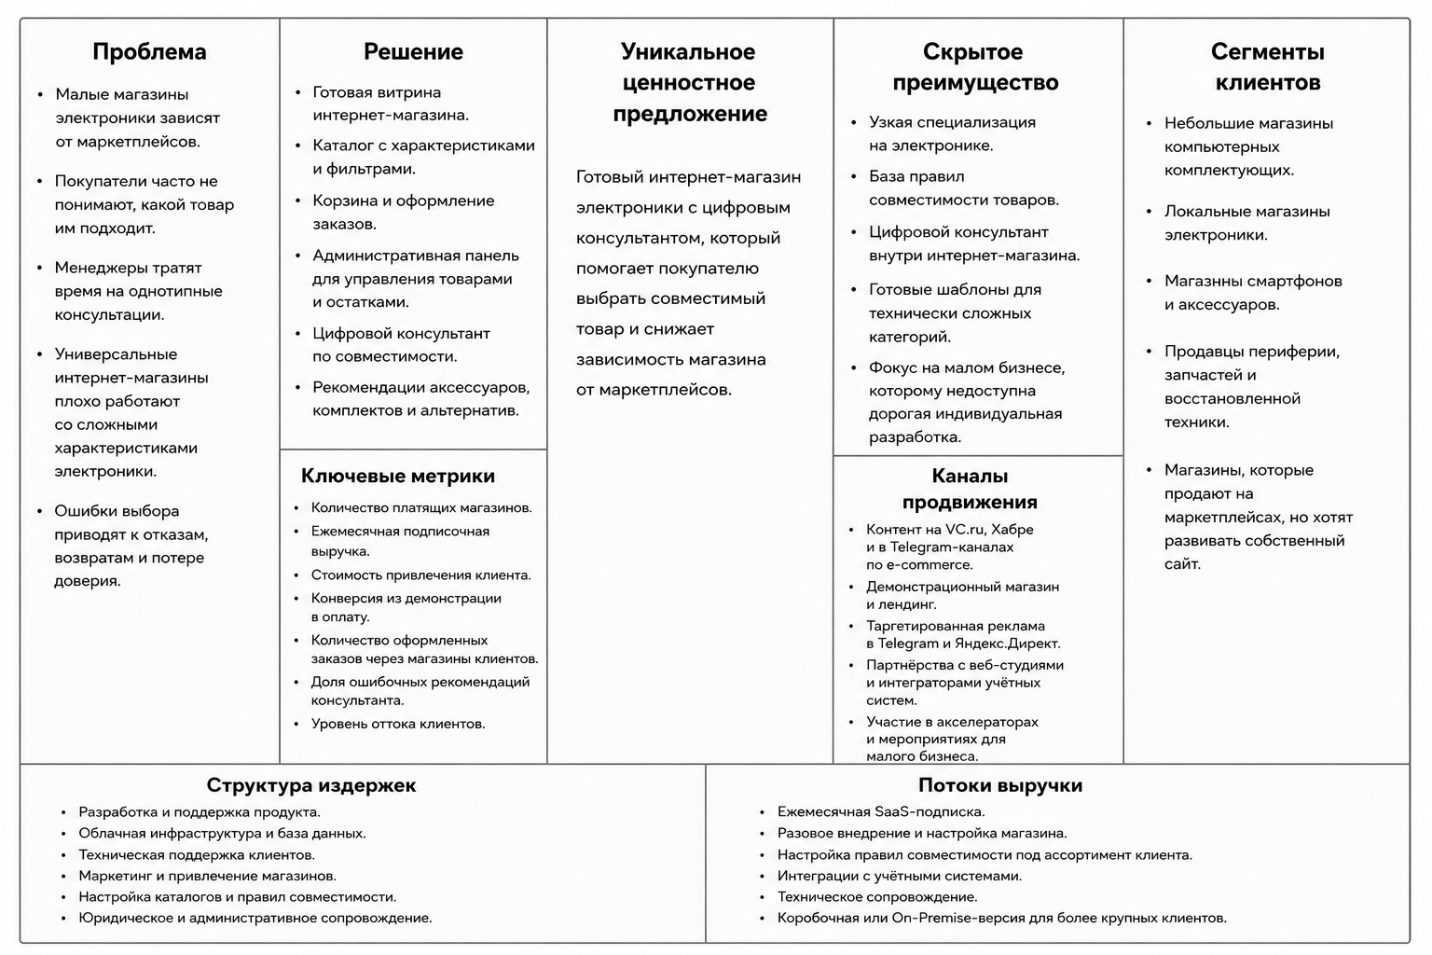 Проблема
• Малые магазины
электроники зависят
от маркетплейсов.
• Покупатели часто не
понимают, какой товар
им подходит.
• Менеджеры тратят
время на однотипные
консультации.
• Универсальные
интернет-магазины
плохо работают
со сложными
характеристиками
электроники.
• Ошибки выбора
приводят к отказам,
возвратам и потере
доверия.
Решение
• Готовая витрина
интернет-магазина.
• Каталог с характеристиками
и фильтрами.
• Корзина и оформление
заказов.
• Административная панель
для управления товарами
и остатками.
• Цифровой консультант
по совместимости.
• Рекомендации аксессуаров,
комплектов и альтернатив.
Ключевые метрики
• Количество платящих магазинов.
• Ежемесячная подписочная
выручка.
• Стоимость привлечения клиента.
• Конверсия из демонстрации
в оплату.
• Количество оформленных
заказов через магазины клиентов.
• Доля ошибочных рекомендаций
консультанта.
• Уровень оттока клиентов.
Уникальное
ценностное
предложение
Готовый интернет-магазин
электроники с цифровым
консультантом, который
помогает покупателю
выбрать совместимый
товар и снижает
зависимость магазина
от маркетплейсов.
Скрытое
преимущество
• Узкая специализация
на электронике.
• База правил
совместимости товаров.
• Цифровой консультант
внутри интернет-магазина.
• Готовые шаблоны для
технически сложных
категорий.
• Фокус на малом бизнесе,
которому недоступна
дорогая индивидуальная
разработка.
Каналы
продвижения
• Контент на VC.ru, Хабре
и в Telegram-каналах
по e-commerce.
• Демонстрационный магазин
и лендинг.
• Таргетированная реклама
в Telegram и Яндекс.Директ.
• Партнёрства с веб-студиями
и интеграторами учётных
систем.
• Участие в акселераторах
и мероприятиях для
малого бизнеса.
Сегменты
клиентов
• Небольшие магазины
компьютерных
комплектующих.
• Локальные магазины
электроники.
• Магазнны смартфонов
и аксессуаров.
• Продавцы периферии,
запчастей и
восстановленной
техники.
• Магазины, которые
продают на
маркетплейсах, но хотят
развивать собственный
сайт.
Структура издержек
• Разработка и поддержка продукта.
• Облачная инфраструктура и база данных.
• Техническая поддержка клиентов.
• Маркетинг и привлечение магазинов.
• Настройка каталогов и правил совместимости.
• Юридическое и административное сопровождение.
Потоки выручки
• Ежемесячная SaaS-подписка.
• Разовое внедрение и настройка магазина.
• Настройка правил совместимости под ассортимент клиента.
• Интеграции с учётными системами.
• Техническое сопровождение.
• Коробочная или On-Premise-версия для более крупных клиентов.